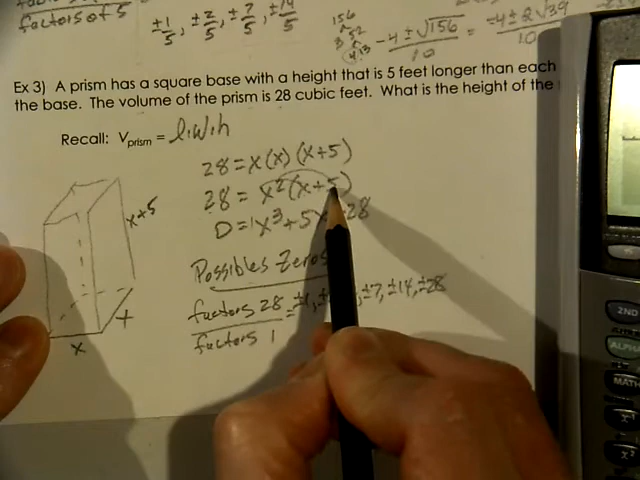 factors of 5
± 1/5, ± 2/5, ± 7/5, ± 14/5
156
-4 ± √156 / 10 = -4 ± 2√39 / 10
Ex 3) A prism has a square base with a height that is 5 feet longer than each
the base. The volume of the prism is 28 cubic feet. What is the height of the
Recall: Vprism = l·w·h
28 = x(x)(x+5)
28 = x²(x+5)
0 = 1x³ + 5x 28
Possibles Zeros
factors 28 = ±1, ±7, ±14, ±28
factors 1
x+5
x
x
2ND
ALPHA
MATH